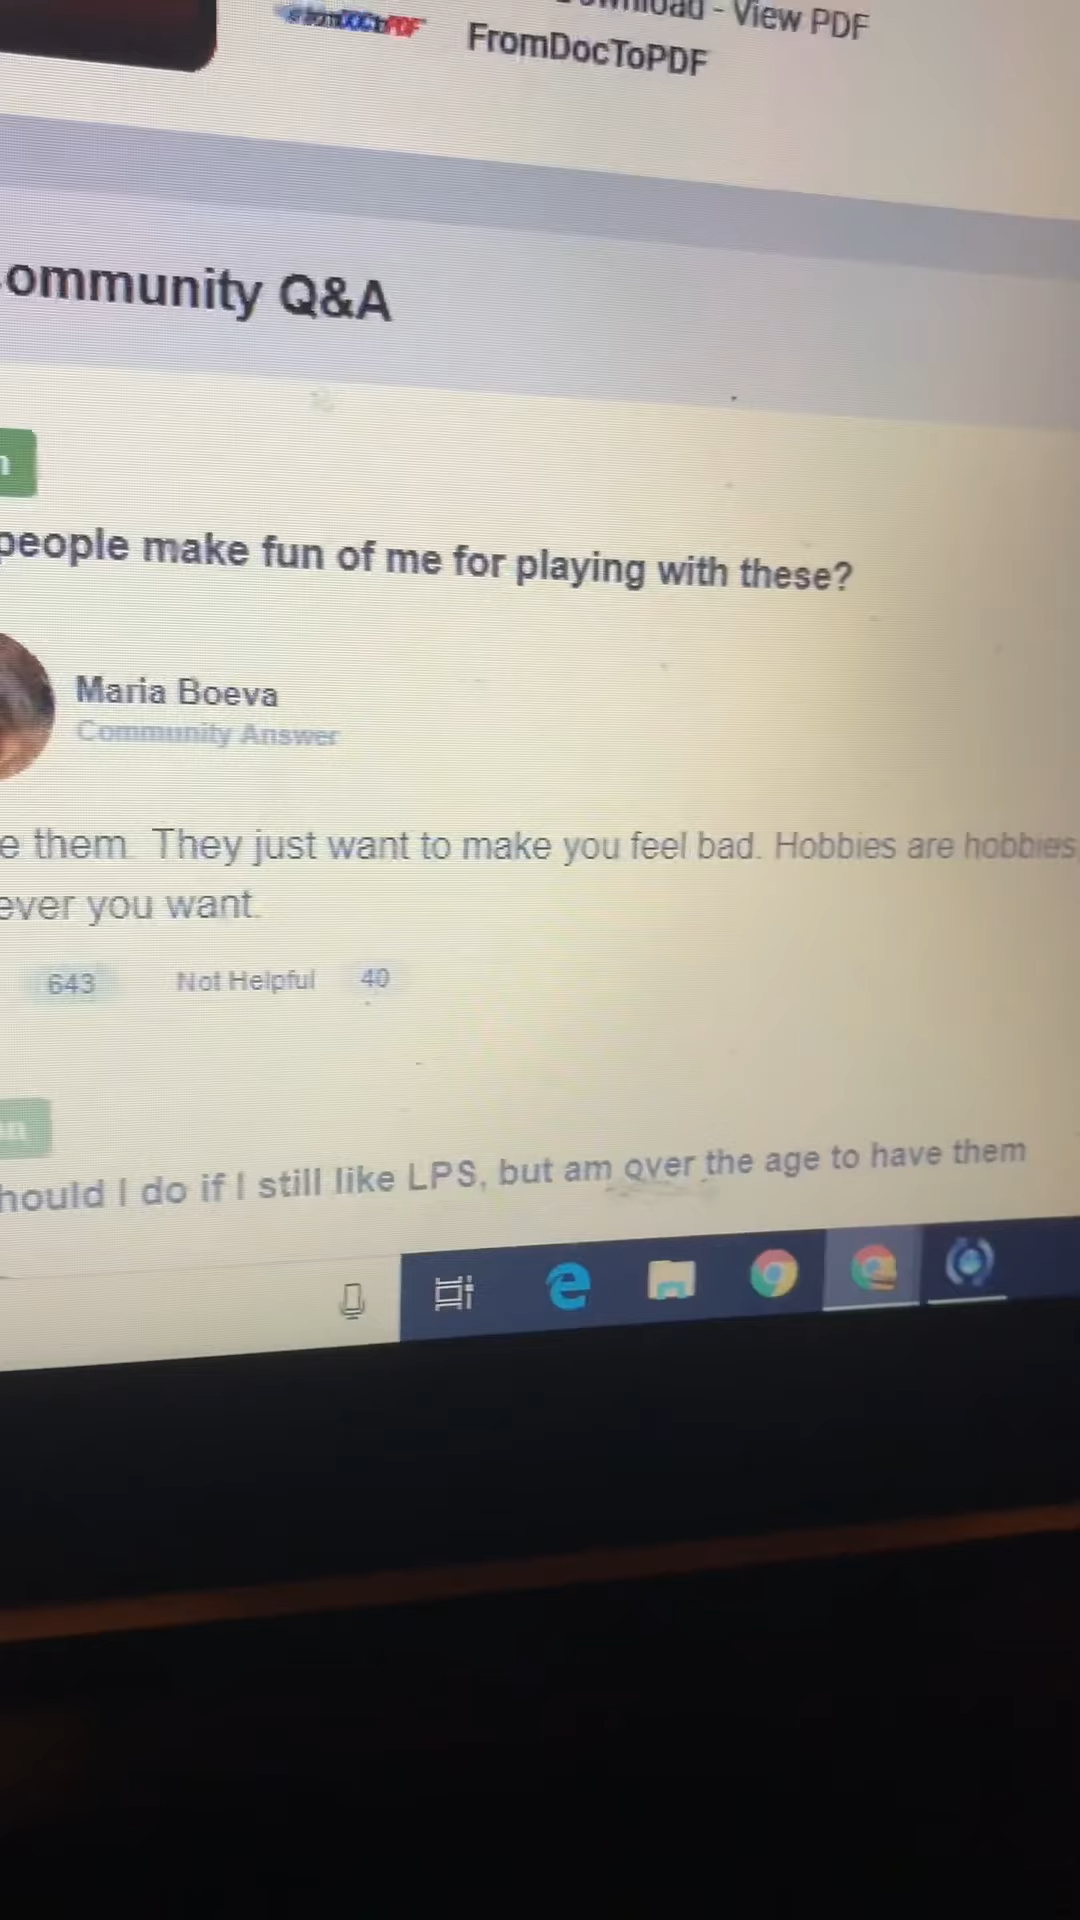 - View PDF
FromDocToPDF
ommunity Q&A
people make fun of me for playing with these?
Maria Boeva
Community Answer
e them. They just want to make you feel bad. Hobbies are hobbies
ever you want.
643 Not Helpful 40
hould I do if I still like LPS, but am over the age to have them